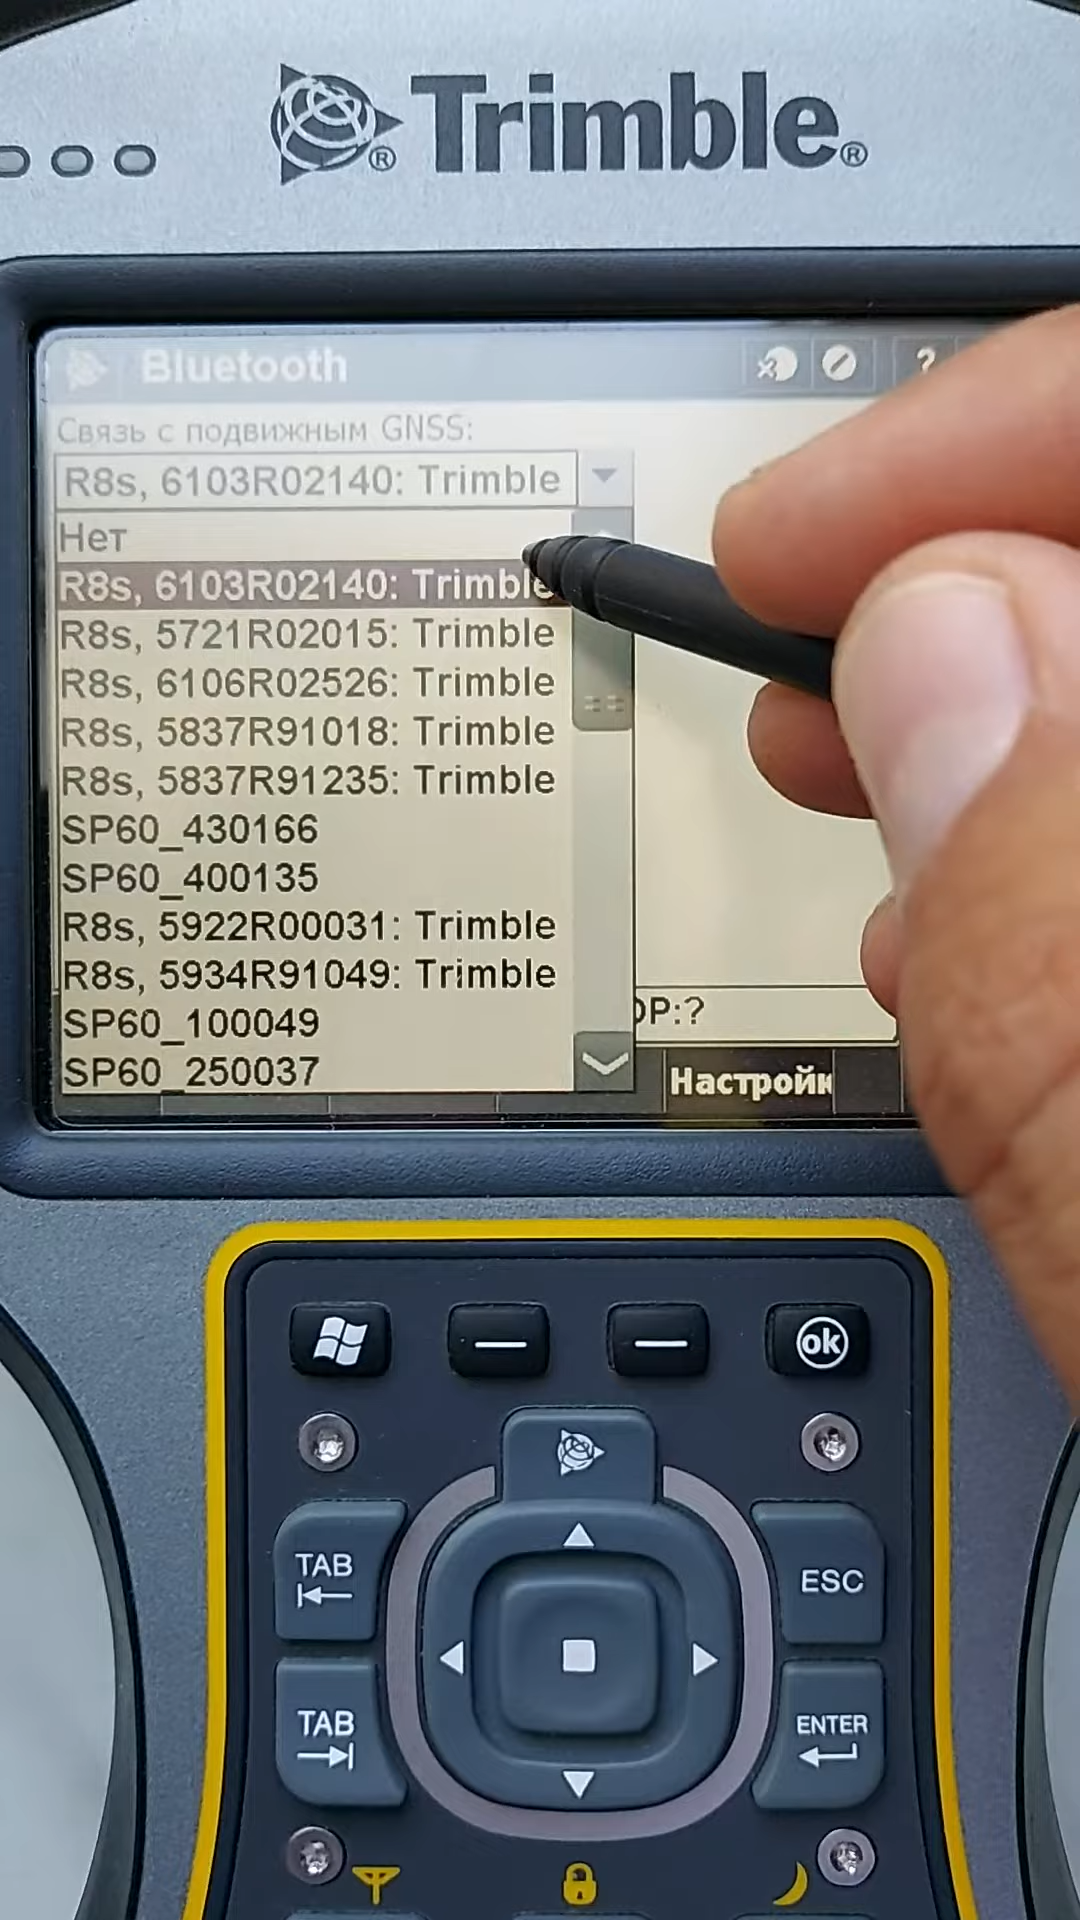 Trimble
Bluetooth
?
Связь с подвижным GNSS:
R8s, 6103R02140: Trimble
Нет
R8s, 6103R02140: Trimble
R8s, 5721R02015: Trimble
R8s, 6106R02526: Trimble
R8s, 5837R91018: Trimble
R8s, 5837R91235: Trimble
SP60_430166
SP60_400135
R8s, 5922R00031: Trimble
R8s, 5934R91049: Trimble
SP60_100049
SP60_250037
DP:?
Настройк
ok
TAB
ESC
TAB
ENTER